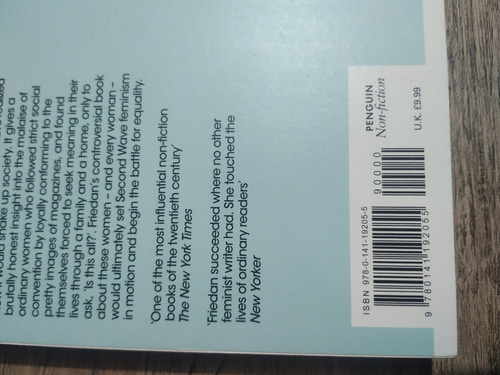 would shake up society. It gives a
brutally honest insight into the malaise of
ordinary women who followed strict social
convention by loyally conforming to the
pretty images of magazines, and found
themselves forced to seek meaning in their
lives through a family and a home, only to
ask, 'Is this all?'. Friedan's controversial book
about these women – and every woman –
would ultimately set Second Wave feminism
in motion and begin the battle for equality.
'One of the most influential non-fiction
books of the twentieth century'
The New York Times
'Friedan succeeded where no other
feminist writer had. She touched the
lives of ordinary readers'
New Yorker
PENGUIN
Non-fiction
U.K. £9.99
90000
ISBN 978-0-141-19205-5
9 780141 192055